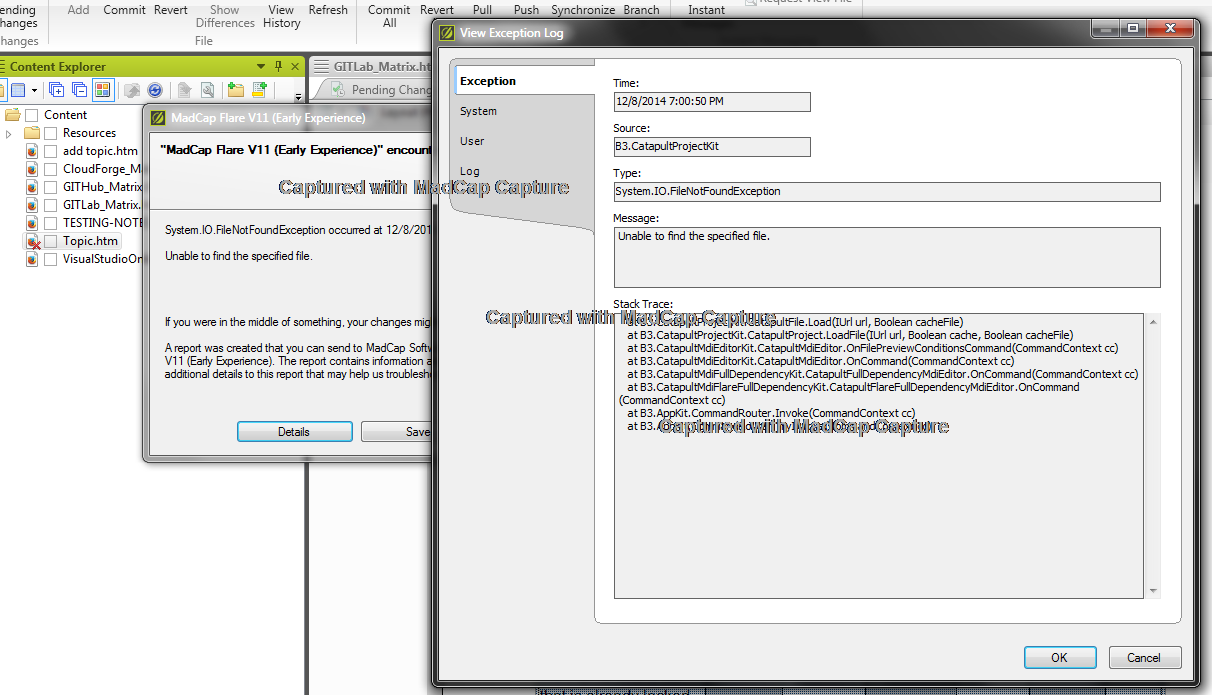 ending
hanges
Add
Commit
Revert
Show
Differences
View
History
Refresh
Commit
All
Revert
Pull
Push
Synchronize
Branch
Instant
Request View File
hanges
File
Content Explorer
GITLab_Matrix.ht
Pending Chang
Content
Resources
add topic.htm
CloudForge_M
GITHub_Matrix
GITLab_Matrix.
TESTING-NOTE
Topic.htm
VisualStudioOn
MadCap Flare V11 (Early Experience)
"MadCap Flare V11 (Early Experience)" encount
Captured with MadCap Capture
System.IO.FileNotFoundException occurred at 12/8/201
Unable to find the specified file.
If you were in the middle of something, your changes mig
A report was created that you can send to MadCap Softw
V11 (Early Experience). The report contains information a
additional details to this report that may help us troublesh
Details
Save
View Exception Log
Exception
System
User
Log
Time:
12/8/2014 7:00:50 PM
Source:
B3.CatapultProjectKit
Type:
System.IO.FileNotFoundException
Message:
Unable to find the specified file.
Stack Trace:
Captured with MadCap Capture
at B3.CatapultProjectKit.CatapultFile.Load(IUrl url, Boolean cacheFile)
at B3.CatapultProjectKit.CatapultProject.LoadFile(IUrl url, Boolean cache, Boolean cacheFile)
at B3.CatapultMdiEditorKit.CatapultMdiEditor.OnFilePreviewConditionsCommand(CommandContext cc)
at B3.CatapultMdiEditorKit.CatapultMdiEditor.OnCommand(CommandContext cc)
at B3.CatapultMdiFullDependencyKit.CatapultFullDependencyMdiEditor.OnCommand(CommandContext cc)
at B3.CatapultMdiFlareFullDependencyKit.CatapultFlareFullDependencyMdiEditor.OnCommand
(CommandContext cc)
at B3.AppKit.CommandRouter.Invoke(CommandContext cc)
at B3.
Captured with MadCap Capture
OK
Cancel
that is already locked